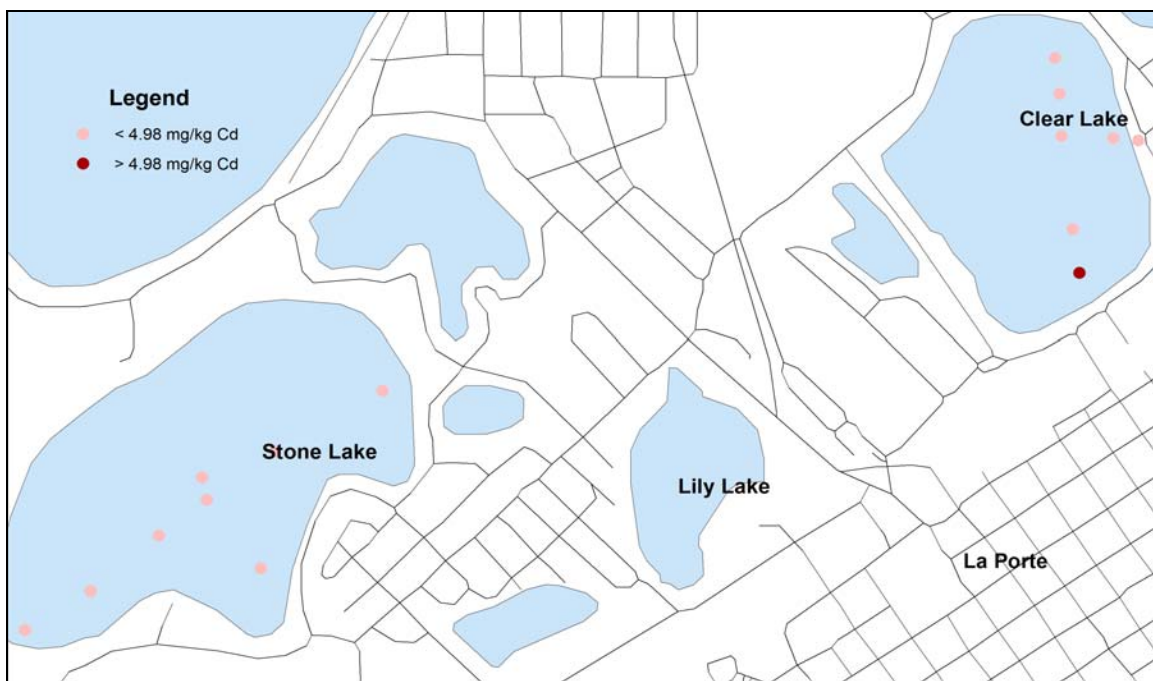 Legend
< 4.98 mg/kg Cd
> 4.98 mg/kg Cd
Clear Lake
Stone Lake
Lily Lake
La Porte